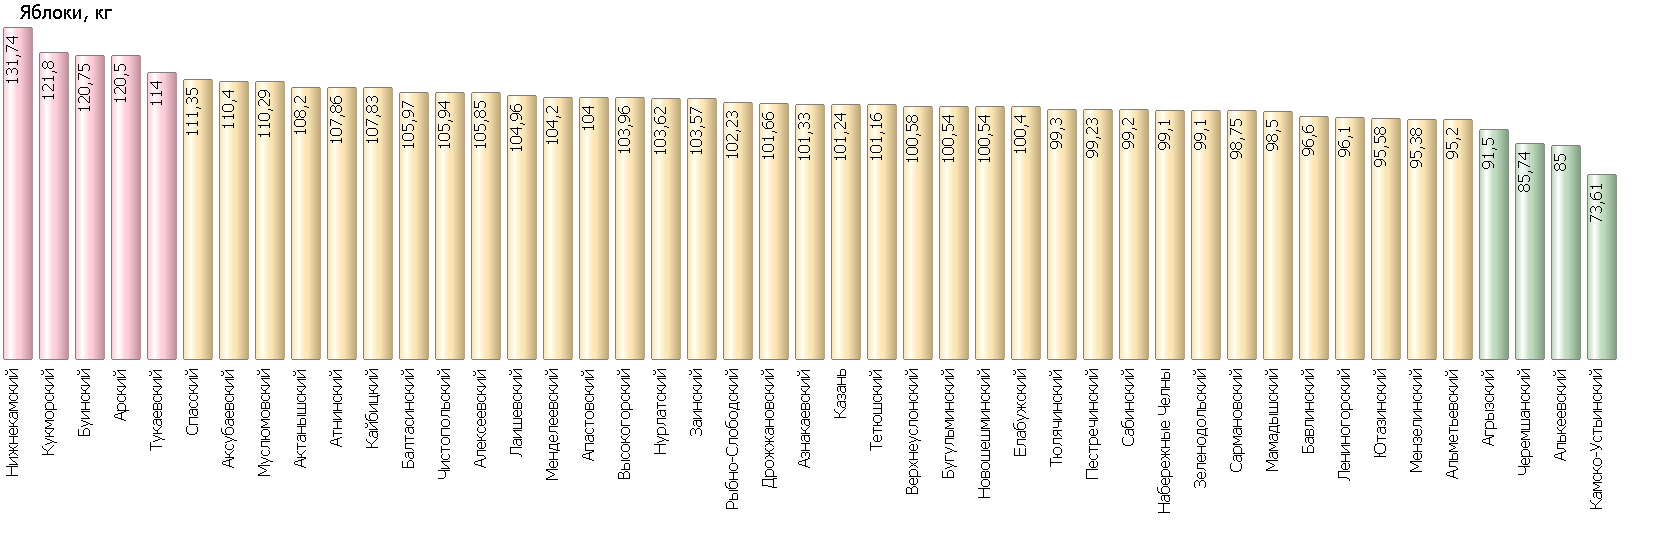 Яблоки, кг
131,74
121,8
120,75
120,5
114
111,35
110,4
110,29
108,2
107,86
107,83
105,97
105,94
105,85
104,96
104,2
104
103,96
103,62
103,57
102,23
101,66
101,33
101,24
101,16
100,58
100,54
100,54
100,4
99,3
99,23
99,2
99,1
99,1
98,75
98,5
96,6
96,1
95,58
95,38
95,2
91,5
85,74
85
73,61
Нижнекамский
Кукморский
Буинский
Арский
Тукаевский
Спасский
Аксубаевский
Муслюмовский
Актанышский
Атнинский
Кайбицкий
Балтасинский
Чистопольский
Алексеевский
Лаишевский
Менделеевский
Апастовский
Высокогорский
Нурлатский
Заинский
Рыбно-Слободский
Дрожжановский
Азнакаевский
Казань
Тетюшский
Верхнеуслонский
Бугульминский
Новошешминский
Елабужский
Тюлячинский
Пестречинский
Сабинский
Набережные Челны
Зеленодольский
Сармановский
Мамадышский
Бавлинский
Лениногорский
Ютазинский
Мензелинский
Альметьевский
Агрызский
Черемшанский
Алькеевский
Камско-Устьинский